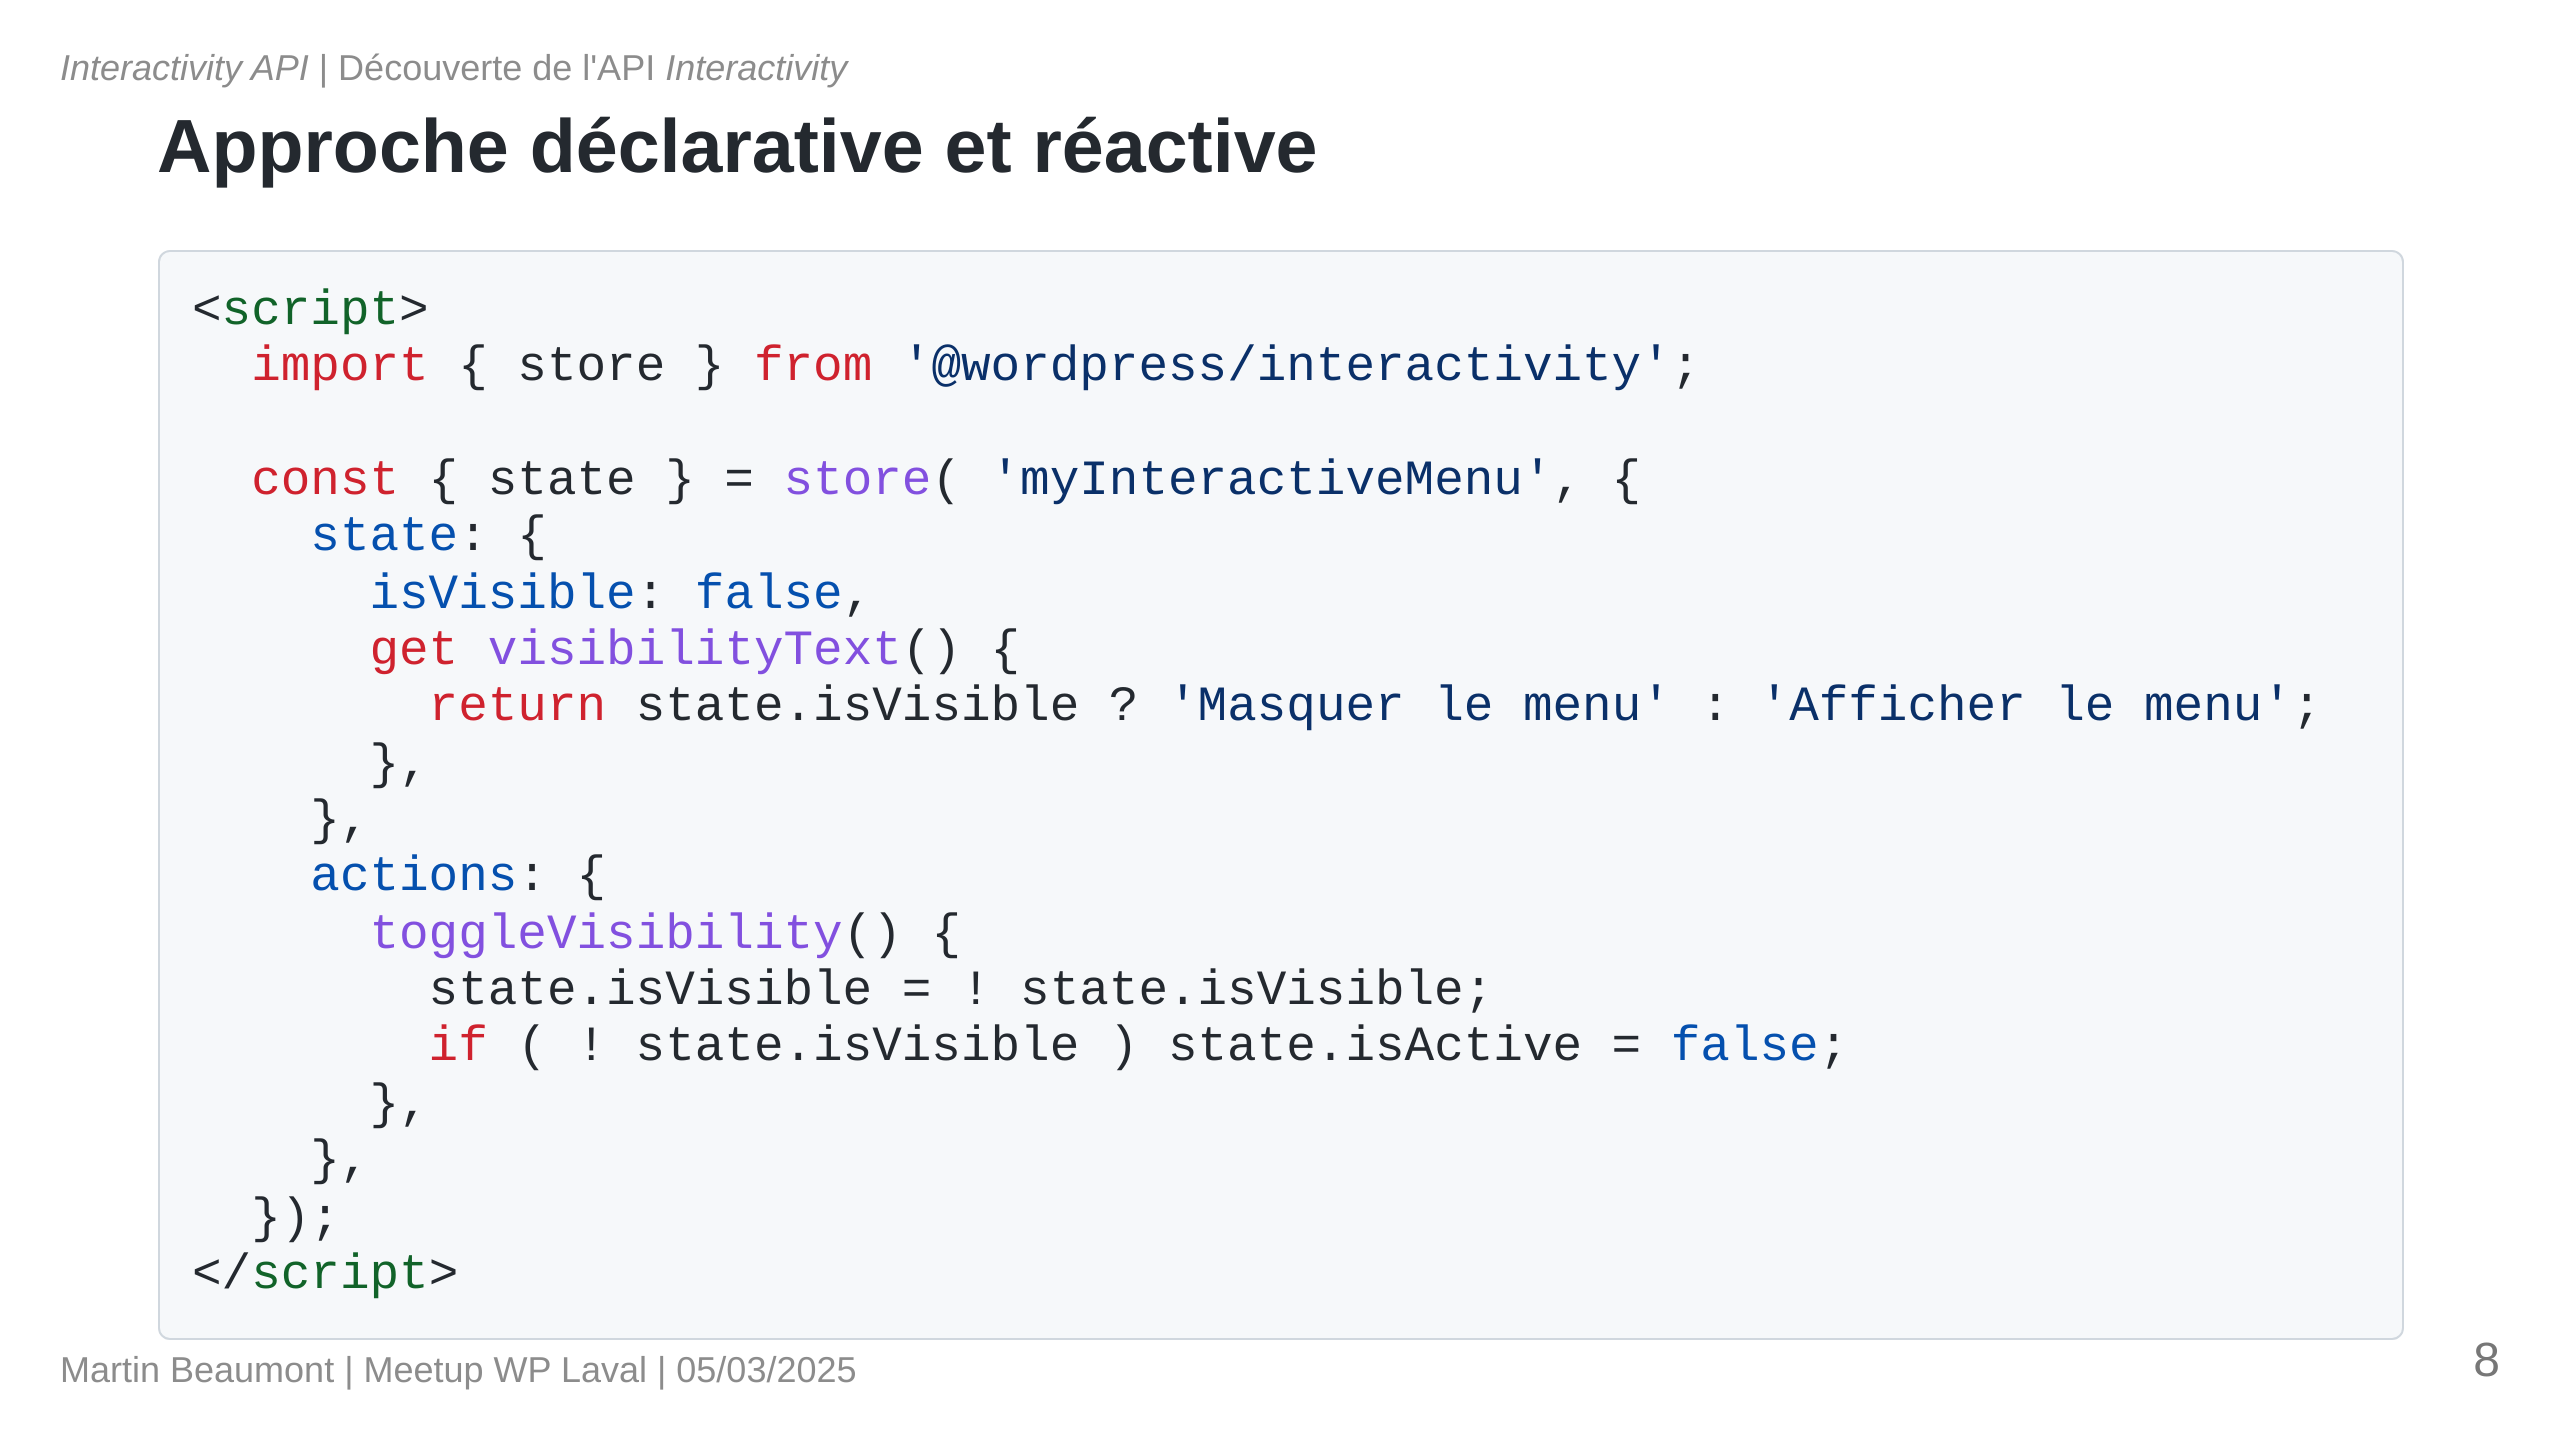 Interactivity API | Découverte de l'API Interactivity
Approche déclarative et réactive
<script>
  import { store } from '@wordpress/interactivity';

  const { state } = store( 'myInteractiveMenu', {
    state: {
      isVisible: false,
      get visibilityText() {
        return state.isVisible ? 'Masquer le menu' : 'Afficher le menu';
      },
    },
    actions: {
      toggleVisibility() {
        state.isVisible = ! state.isVisible;
        if ( ! state.isVisible ) state.isActive = false;
      },
    },
  });
</script>
Martin Beaumont | Meetup WP Laval | 05/03/2025
8